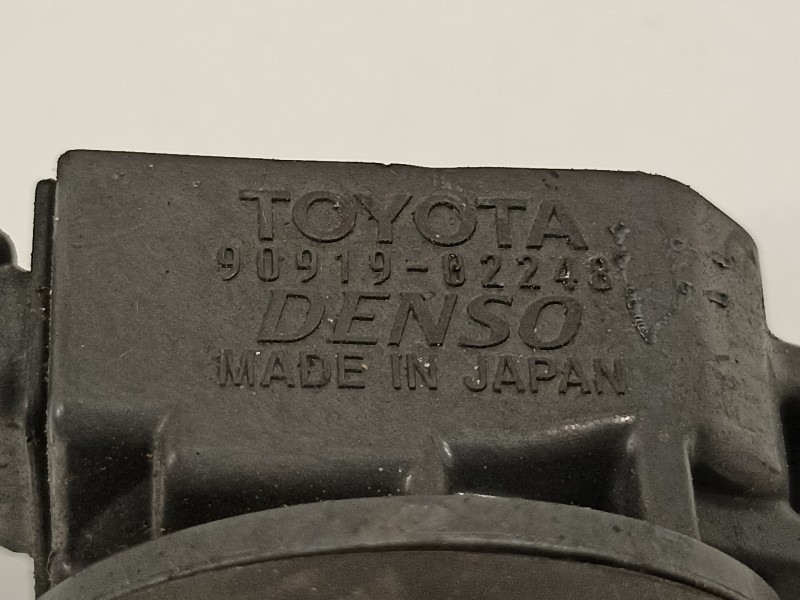 TOYOTA
90919-02248
DENSO
MADE IN JAPAN